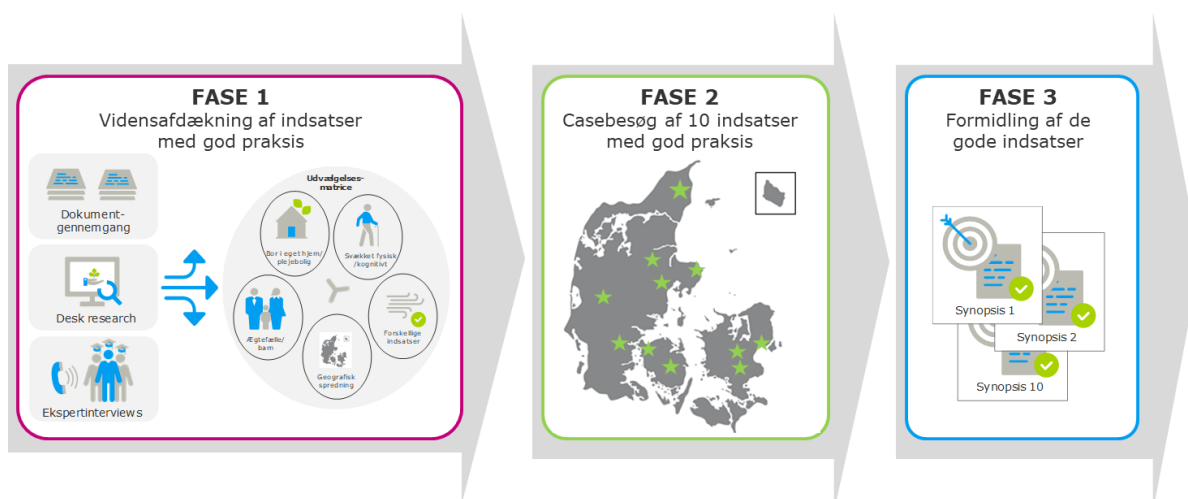 FASE 1
Vidensafdækning af indsatser
med god praksis
Dokument-
gennemgang
Desk research
Ekspertinterviews
Udvælgelses-
matrice
Bor i eget hjem/
plejebolig
Svækket fysisk
/kognitivt
Ægtefælle/
barn
Forskellige
indsatser
Geografisk
spredning
FASE 2
Casebesøg af 10 indsatser
med god praksis
FASE 3
Formidling af de
gode indsatser
Synopsis 1
Synopsis 2
Synopsis 10